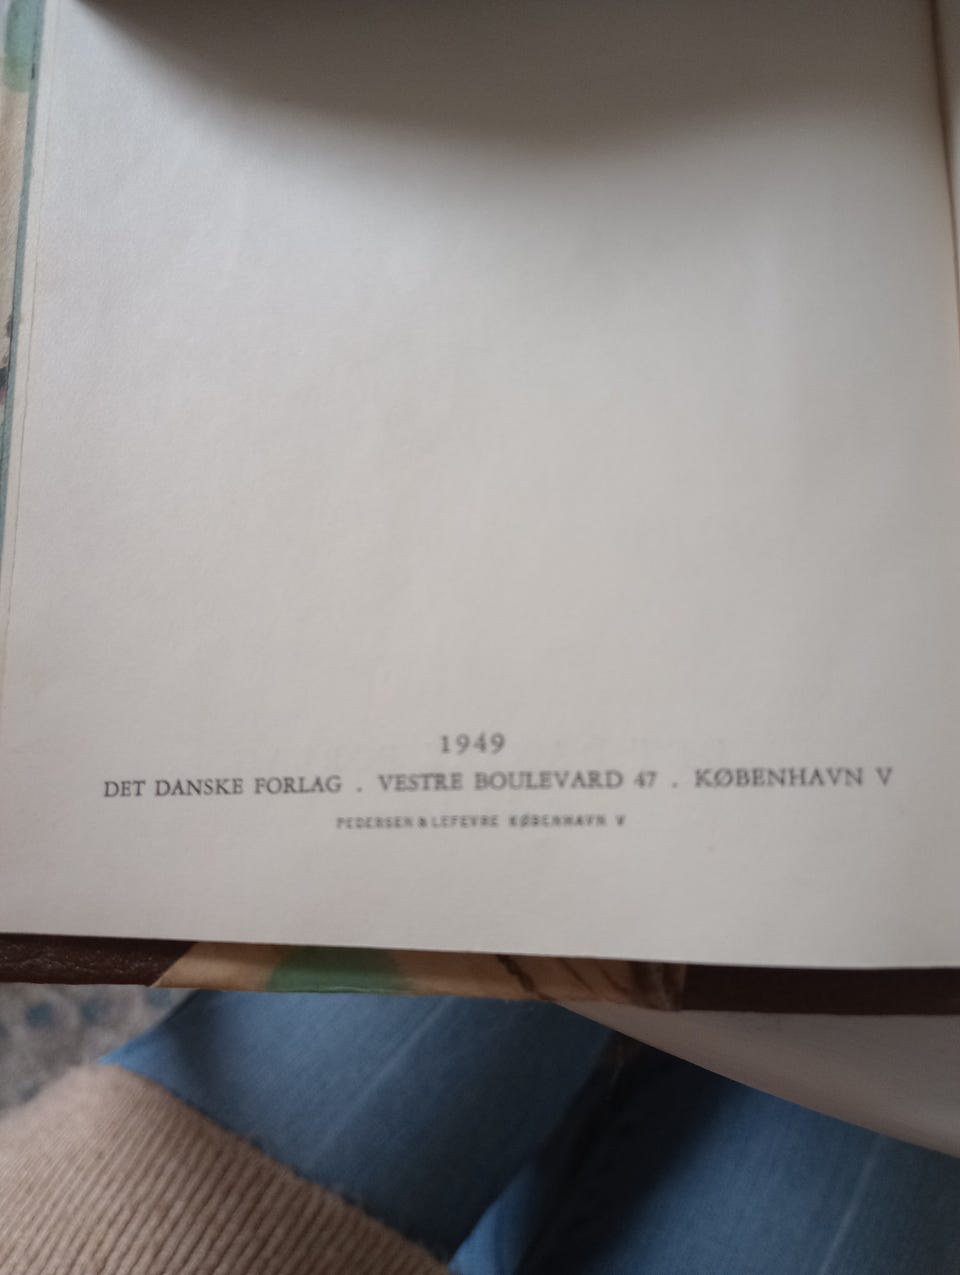 1949
DET DANSKE FORLAG . VESTRE BOULEVARD 47 . KØBENHAVN V
PEDERSEN & LEFEVRE KØBENHAVN V